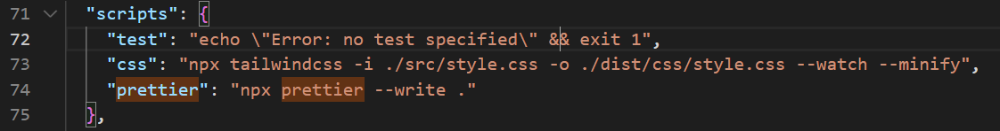 71 "scripts": {
72 "test": "echo \"Error: no test specified\" && exit 1",
73 "css": "npx tailwindcss -i ./src/style.css -o ./dist/css/style.css --watch --minify",
74 "prettier": "npx prettier --write ."
75 },